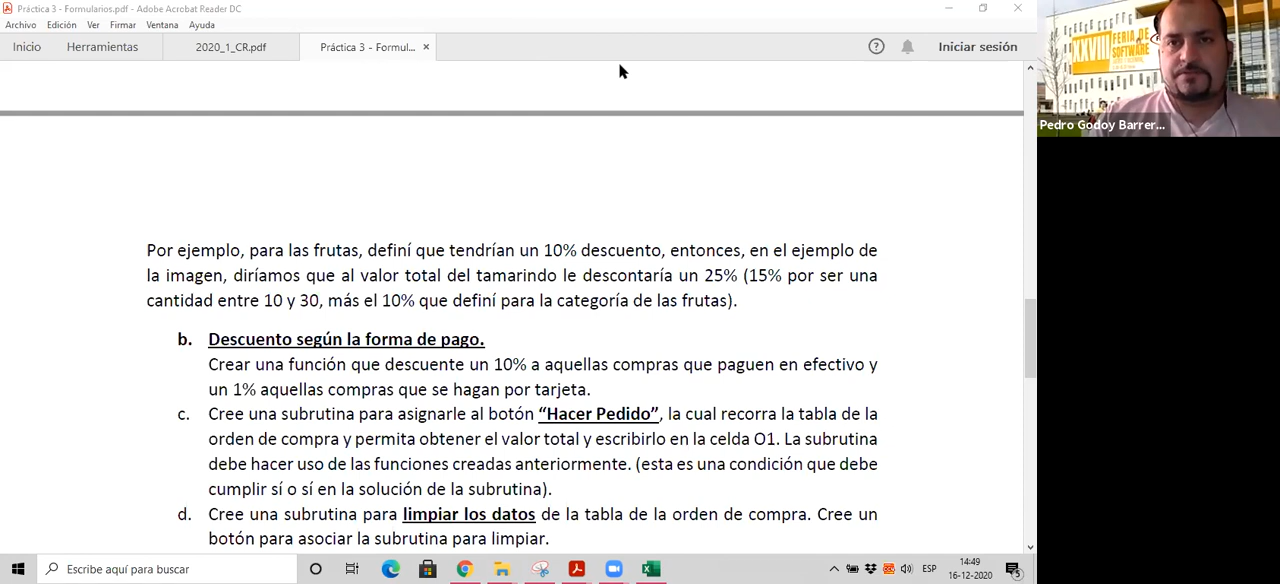 Práctica 3 - Formularios.pdf - Adobe Acrobat Reader DC
Archivo Edición Ver Firmar Ventana Ayuda
Inicio Herramientas 2020_1_CR.pdf Práctica 3 - Formul... × Iniciar sesión
XXVIII FERIA DE SOFTWARE
Pedro Godoy Barrer...
Por ejemplo, para las frutas, definí que tendrían un 10% descuento, entonces, en el ejemplo de
la imagen, diríamos que al valor total del tamarindo le descontaría un 25% (15% por ser una
cantidad entre 10 y 30, más el 10% que definí para la categoría de las frutas).
b. Descuento según la forma de pago.
Crear una función que descuente un 10% a aquellas compras que paguen en efectivo y
un 1% aquellas compras que se hagan por tarjeta.
c. Cree una subrutina para asignarle al botón “Hacer Pedido”, la cual recorra la tabla de la
orden de compra y permita obtener el valor total y escribirlo en la celda O1. La subrutina
debe hacer uso de las funciones creadas anteriormente. (esta es una condición que debe
cumplir sí o sí en la solución de la subrutina).
d. Cree una subrutina para limpiar los datos de la tabla de la orden de compra. Cree un
botón para asociar la subrutina para limpiar.
Escribe aquí para buscar
ESP
14:49
16-12-2020
5